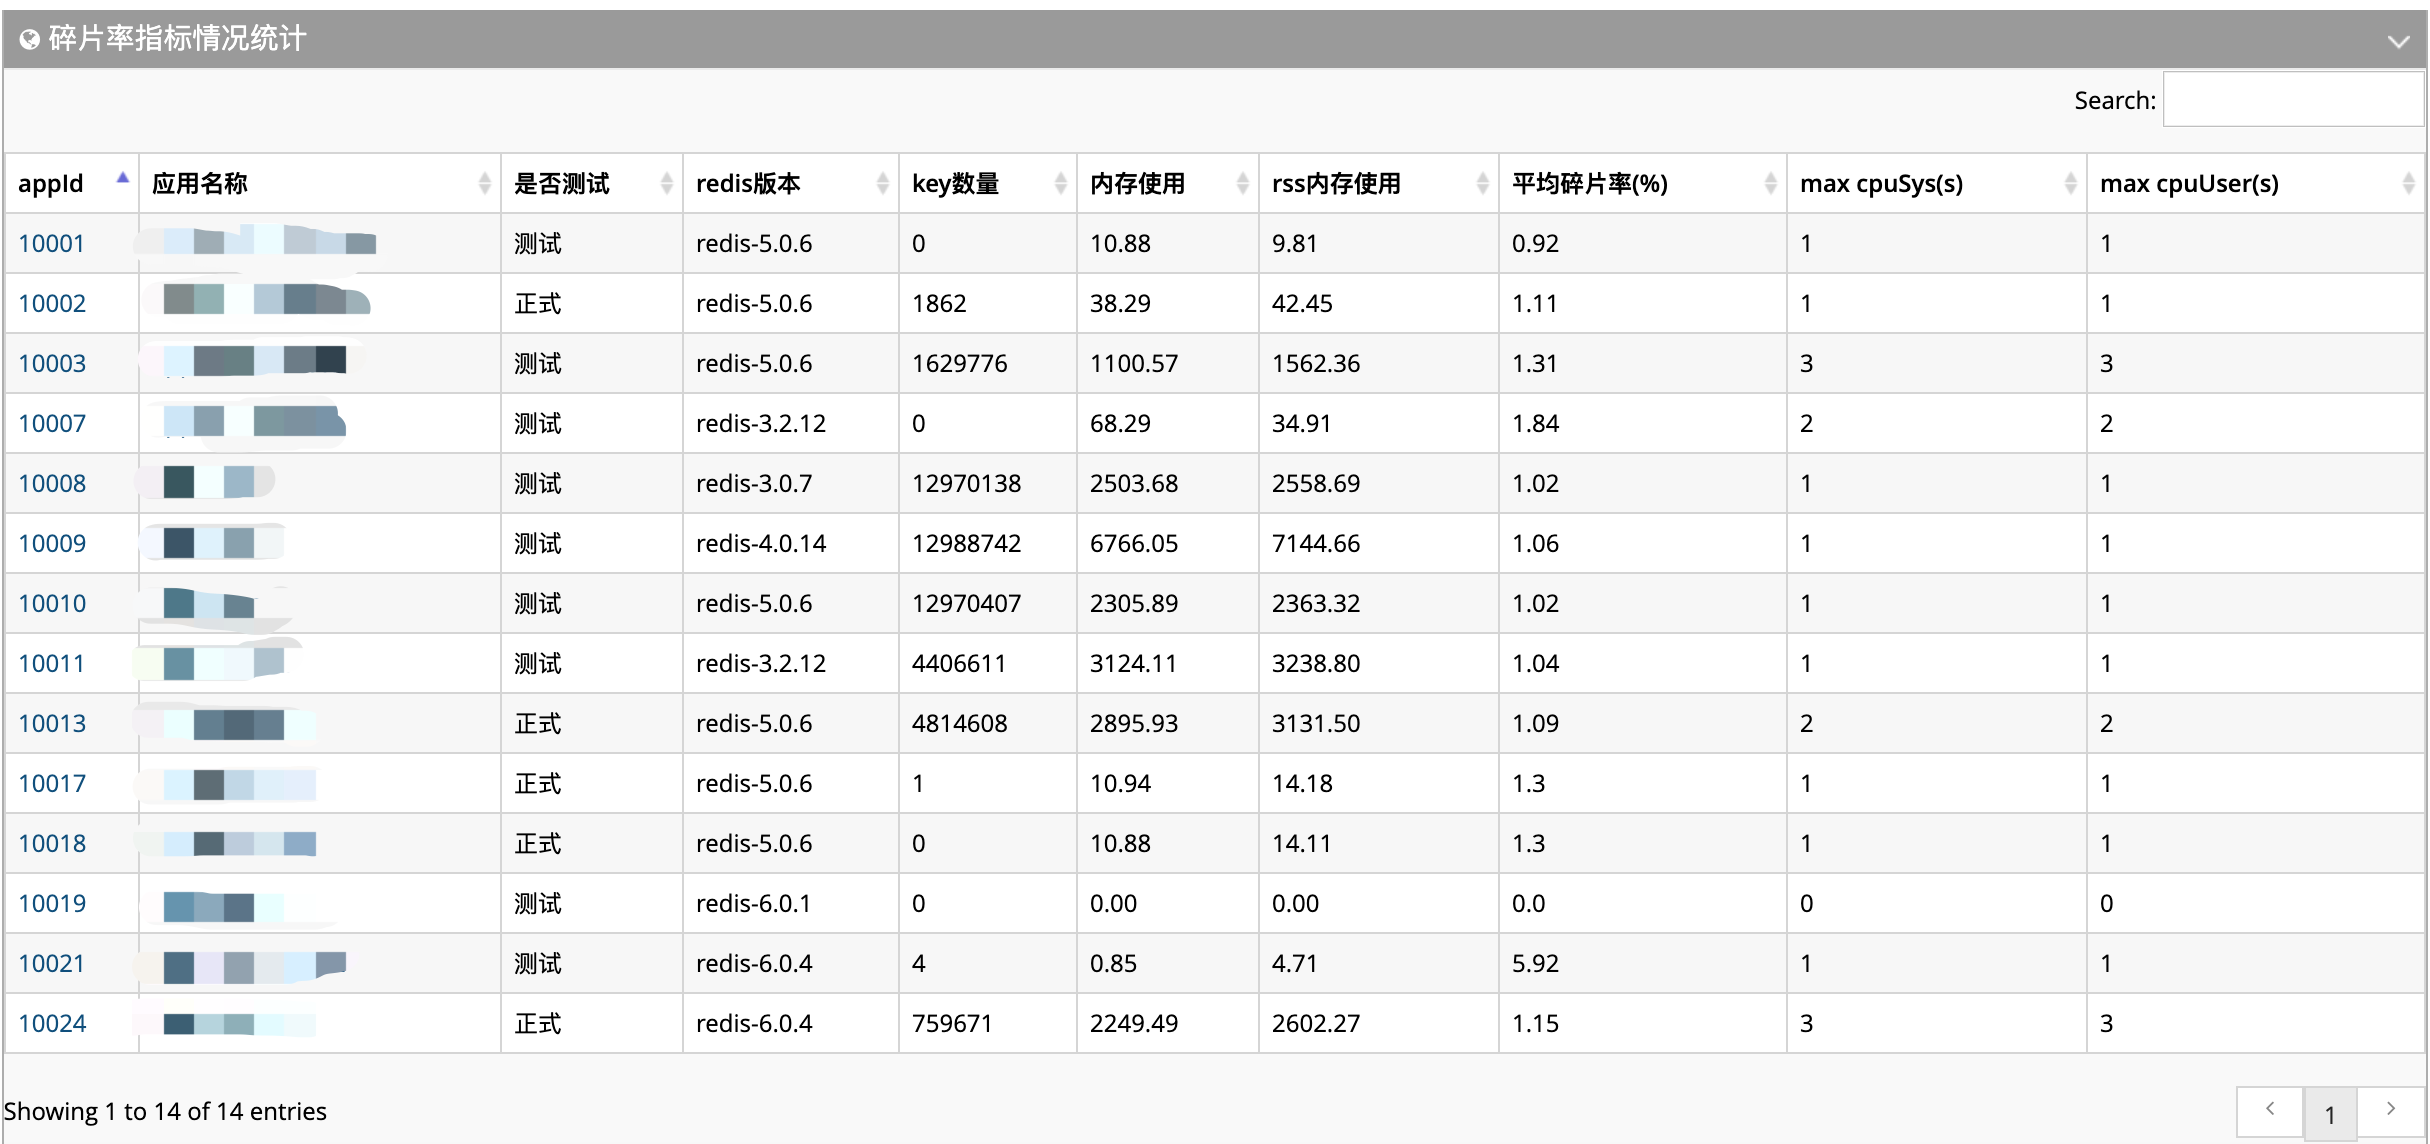 碎片率指标情况统计
Search:
appId 应用名称 是否测试 redis版本 key数量 内存使用 rss内存使用 平均碎片率(%) max cpuSys(s) max cpuUser(s)
10001 测试 redis-5.0.6 0 10.88 9.81 0.92 1 1
10002 正式 redis-5.0.6 1862 38.29 42.45 1.11 1 1
10003 测试 redis-5.0.6 1629776 1100.57 1562.36 1.31 3 3
10007 测试 redis-3.2.12 0 68.29 34.91 1.84 2 2
10008 测试 redis-3.0.7 12970138 2503.68 2558.69 1.02 1 1
10009 测试 redis-4.0.14 12988742 6766.05 7144.66 1.06 1 1
10010 测试 redis-5.0.6 12970407 2305.89 2363.32 1.02 1 1
10011 测试 redis-3.2.12 4406611 3124.11 3238.80 1.04 1 1
10013 正式 redis-5.0.6 4814608 2895.93 3131.50 1.09 2 2
10017 正式 redis-5.0.6 1 10.94 14.18 1.3 1 1
10018 正式 redis-5.0.6 0 10.88 14.11 1.3 1 1
10019 测试 redis-6.0.1 0 0.00 0.00 0.0 0 0
10021 测试 redis-6.0.4 4 0.85 4.71 5.92 1 1
10024 正式 redis-6.0.4 759671 2249.49 2602.27 1.15 3 3
Showing 1 to 14 of 14 entries
1